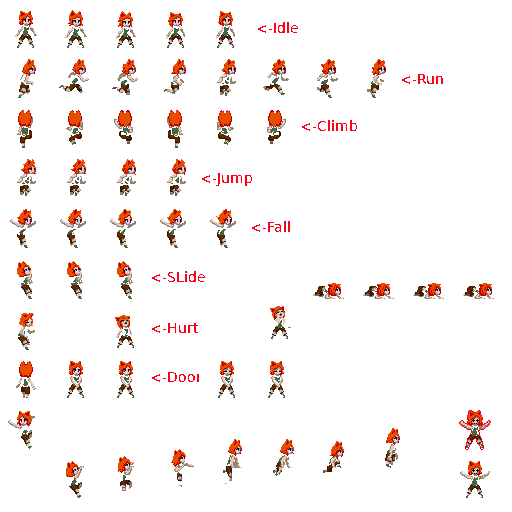 <-Idle
<-Run
<-Climb
<-Jump
<-Fall
<-SLide
<-Hurt
<-Door